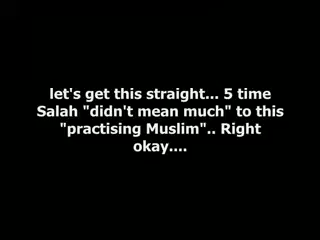 let's get this straight... 5 time
Salah "didn't mean much" to this
"practising Muslim".. Right
okay....